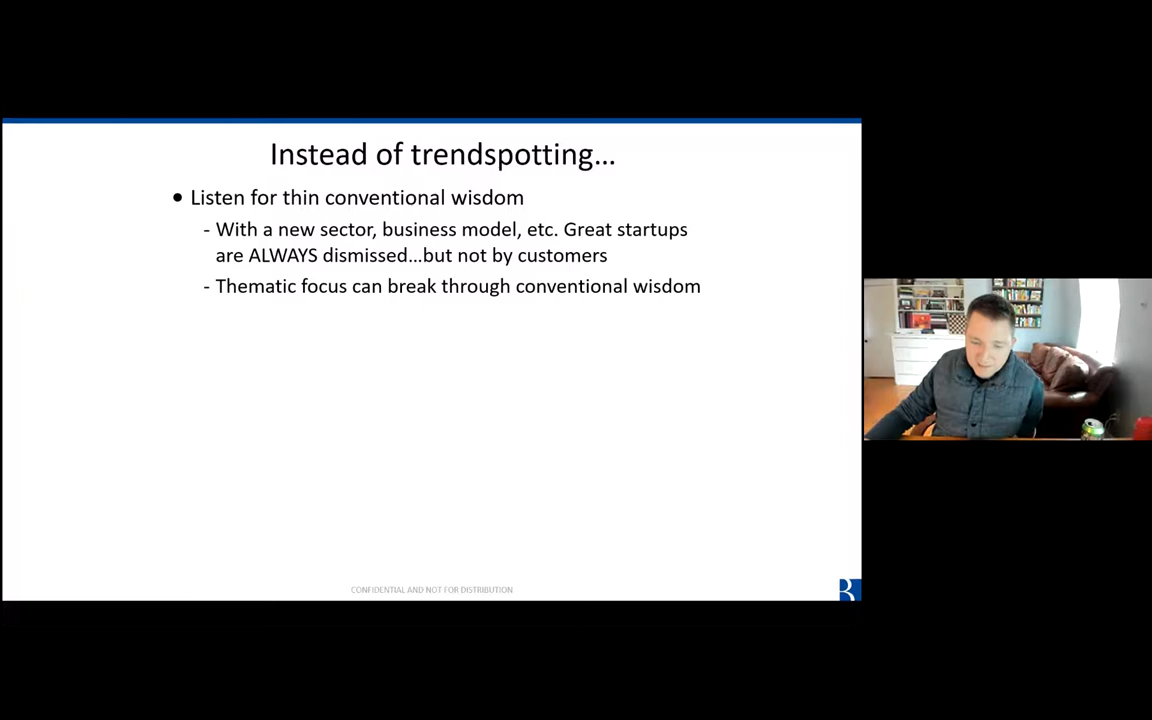 Instead of trendspotting...
● Listen for thin conventional wisdom
- With a new sector, business model, etc. Great startups
are ALWAYS dismissed...but not by customers
- Thematic focus can break through conventional wisdom
CONFIDENTIAL AND NOT FOR DISTRIBUTION